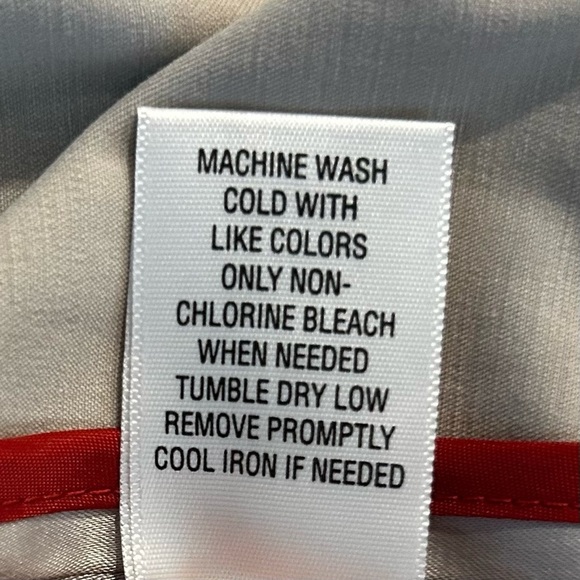 MACHINE WASH
COLD WITH
LIKE COLORS
ONLY NON-
CHLORINE BLEACH
WHEN NEEDED
TUMBLE DRY LOW
REMOVE PROMPTLY
COOL IRON IF NEEDED